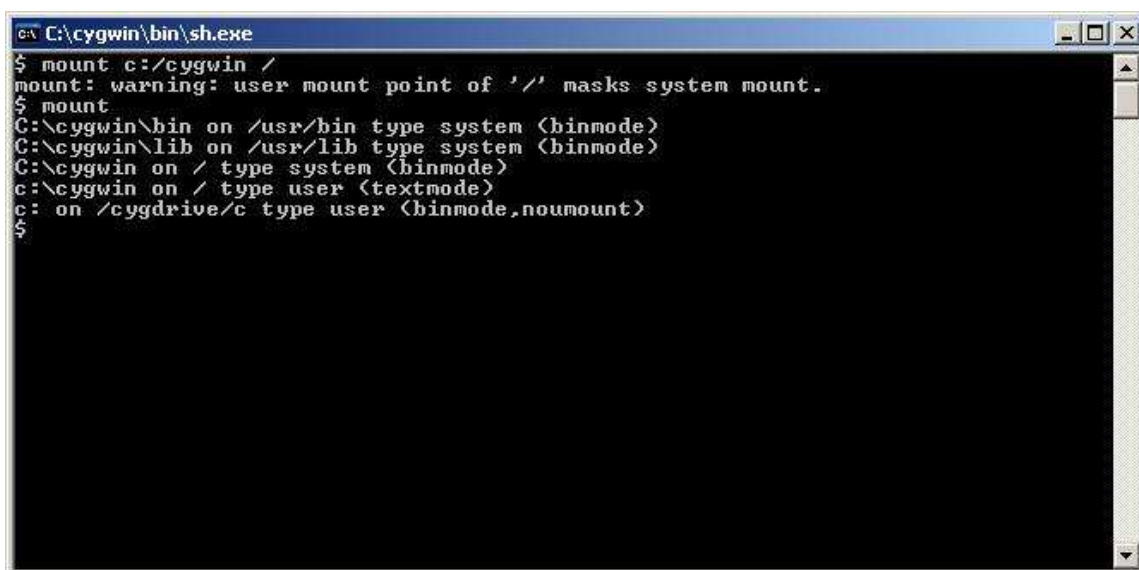 C:\cygwin\bin\sh.exe
$ mount c:/cygwin /
mount: warning: user mount point of '/' masks system mount.
$ mount
C:\cygwin\bin on /usr/bin type system (binmode)
C:\cygwin\lib on /usr/lib type system (binmode)
C:\cygwin on / type system (binmode)
c:\cygwin on / type user (textmode)
c: on /cygdrive/c type user (binmode,noumount)
$